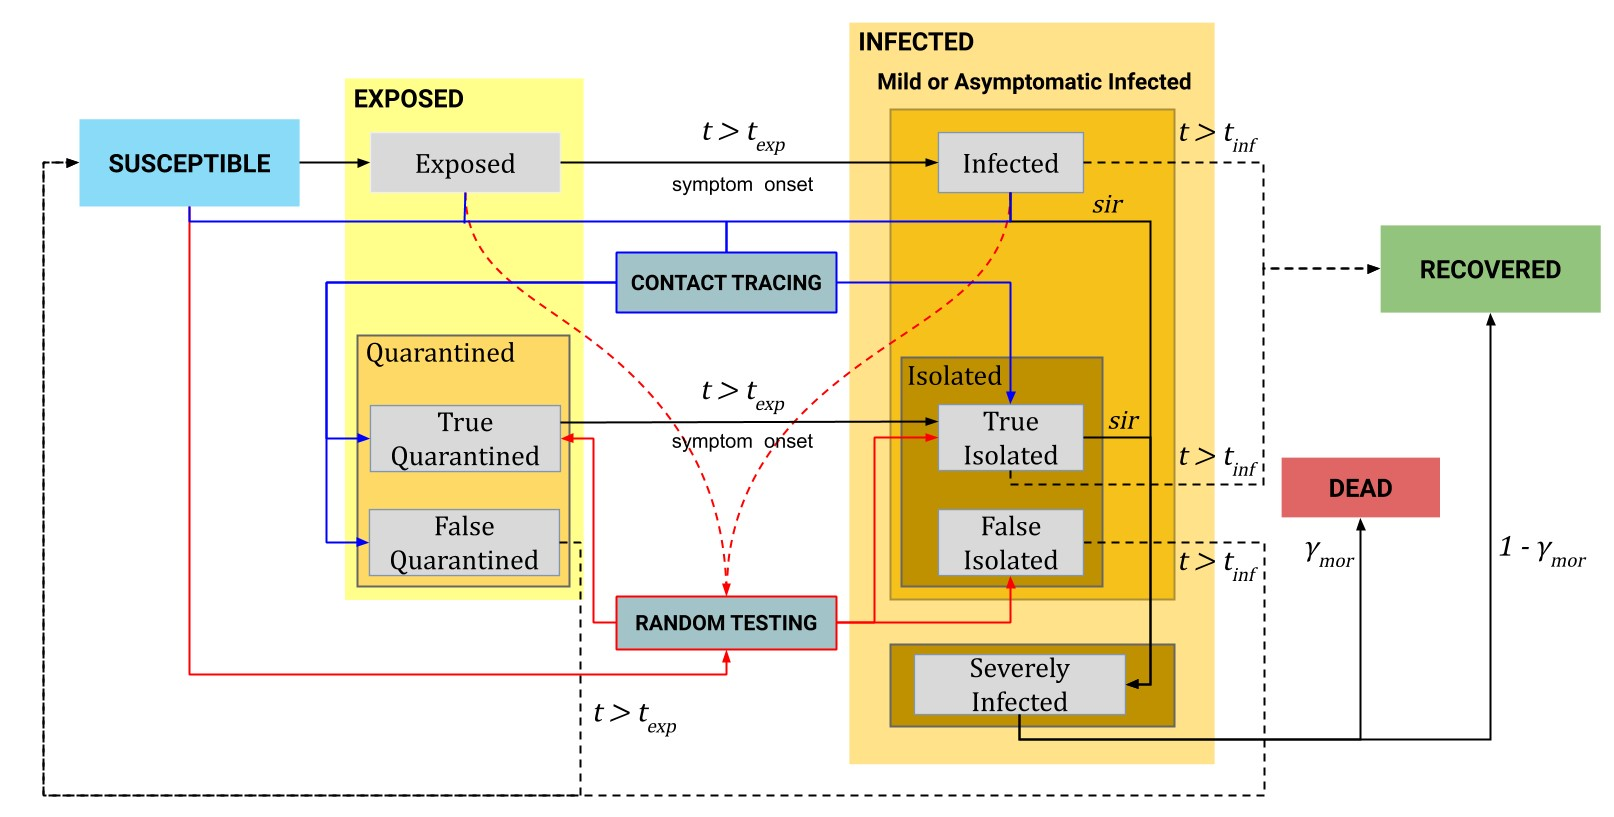 INFECTED
Mild or Asymptomatic Infected
EXPOSED
t > t_exp
t > t_inf
SUSCEPTIBLE
Exposed
Infected
symptom onset
sir
RECOVERED
CONTACT TRACING
Quarantined
Isolated
t > t_exp
True
Quarantined
True
Isolated
sir
symptom onset
t > t_inf
DEAD
False
Quarantined
False
Isolated
t > t_inf
γ_mor
1 - γ_mor
RANDOM TESTING
Severely
Infected
t > t_exp